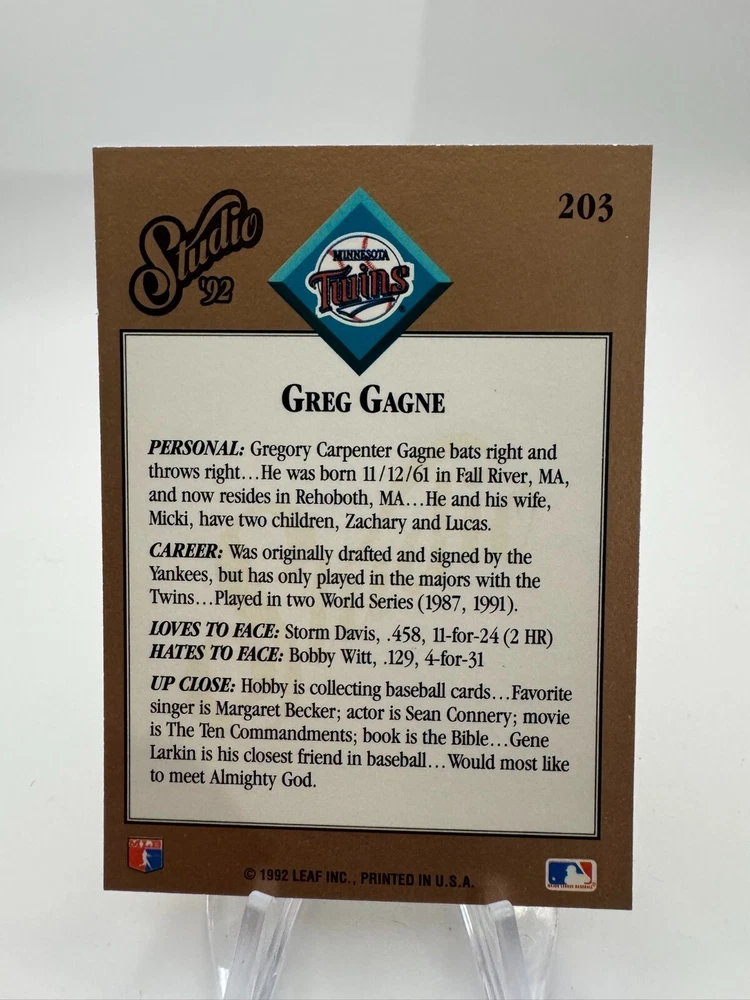 Studio
'92
203
MINNESOTA
Twins
GREG GAGNE
PERSONAL: Gregory Carpenter Gagne bats right and
throws right...He was born 11/12/61 in Fall River, MA,
and now resides in Rehoboth, MA...He and his wife,
Micki, have two children, Zachary and Lucas.
CAREER: Was originally drafted and signed by the
Yankees, but has only played in the majors with the
Twins...Played in two World Series (1987, 1991).
LOVES TO FACE: Storm Davis, .458, 11-for-24 (2 HR)
HATES TO FACE: Bobby Witt, .129, 4-for-31
UP CLOSE: Hobby is collecting baseball cards...Favorite
singer is Margaret Becker; actor is Sean Connery; movie
is The Ten Commandments; book is the Bible...Gene
Larkin is his closest friend in baseball...Would most like
to meet Almighty God.
© 1992 LEAF INC., PRINTED IN U.S.A.
MAJOR LEAGUE BASEBALL